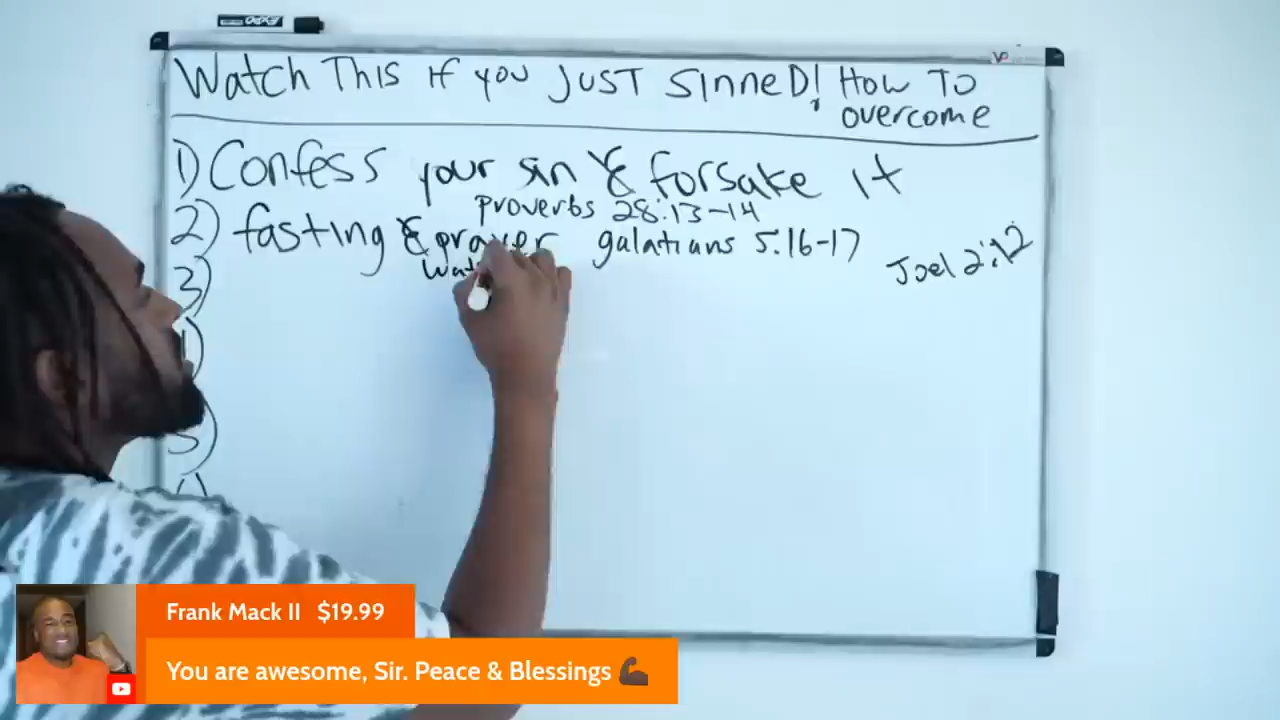 EXPO
Watch This if you Just Sinned! How To
overcome
1) Confess your sin & forsake it
proverbs 28:13-14
2) fasting & prayer galatians 5:16-17 Joel 2:12
3)
Frank Mack II $19.99
You are awesome, Sir. Peace & Blessings 💪🏿